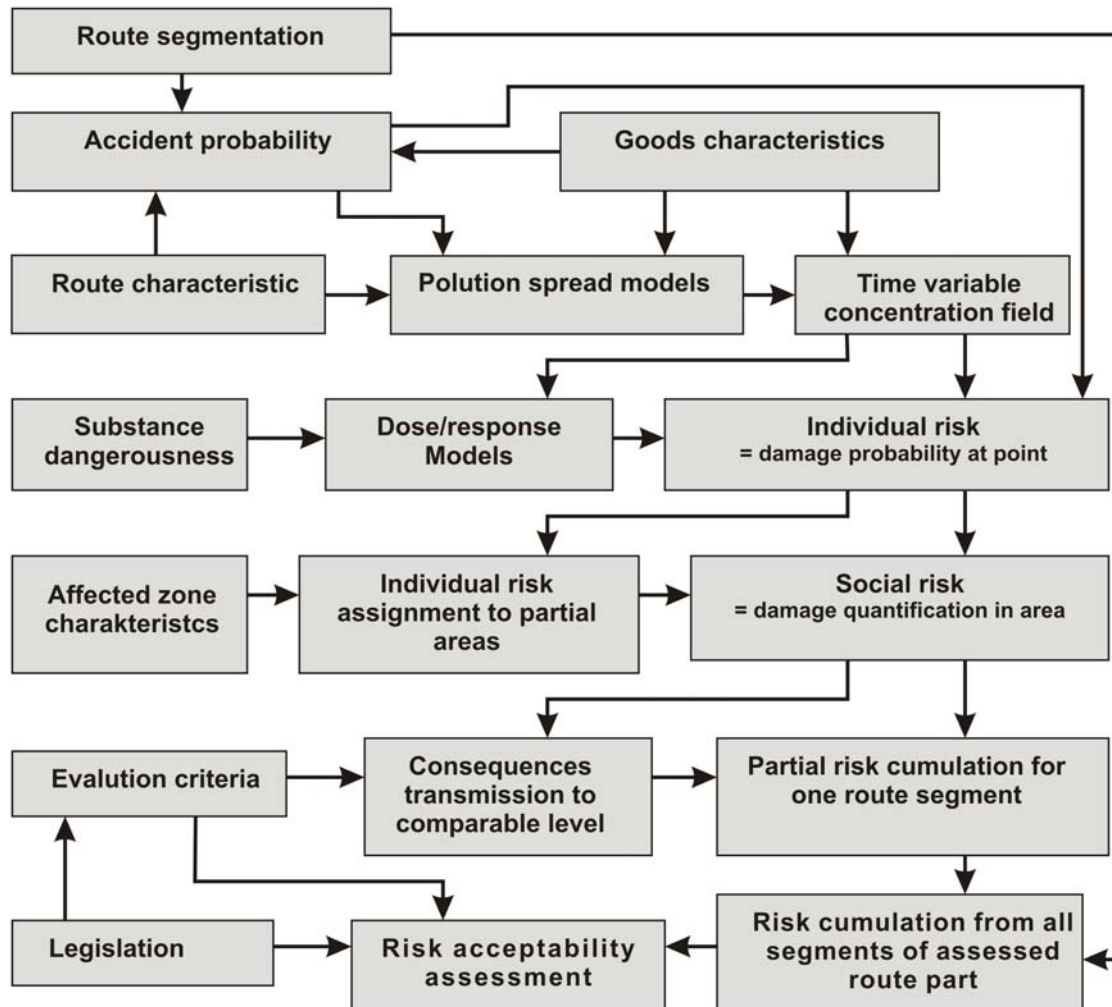 Route segmentation
Accident probability
Goods characteristics
Route characteristic
Polution spread models
Time variable
concentration field
Substance
dangerousness
Dose/response
Models
Individual risk
= damage probability at point
Affected zone
charakteristcs
Individual risk
assignment to partial
areas
Social risk
= damage quantification in area
Evalution criteria
Consequences
transmission to
comparable level
Partial risk cumulation for
one route segment
Legislation
Risk acceptability
assessment
Risk cumulation from all
segments of assessed
route part